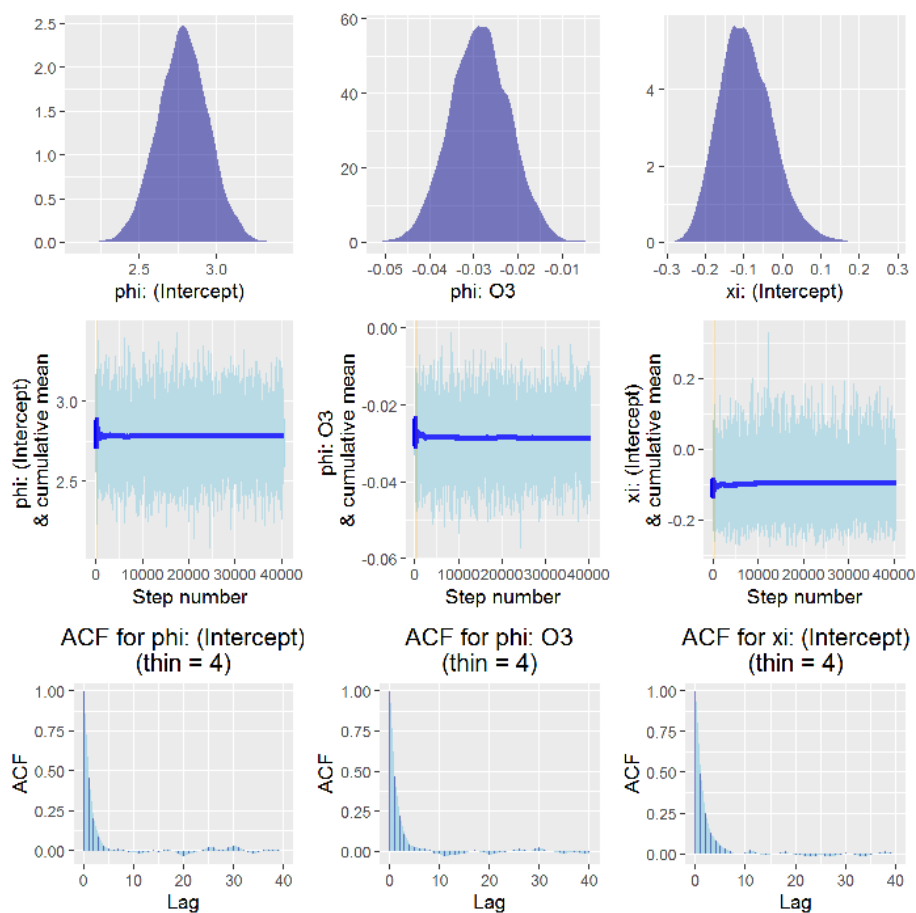 2.5
2.0
1.5
1.0
0.5
0.0
2.5 3.0
phi: (Intercept)
60
40
20
0
-0.05 -0.04 -0.03 -0.02 -0.01
phi: O3
4
2
0
-0.3 -0.2 -0.1 0.0 0.1 0.2 0.3
xi: (Intercept)
phi: (Intercept)
& cumulative mean
3.0
2.5
0 10000 20000 30000 40000
Step number
phi: O3
& cumulative mean
0.00
-0.02
-0.04
-0.06
0 10000 20000 30000 40000
Step number
xi: (Intercept)
& cumulative mean
0.2
0.0
-0.2
0 10000 20000 30000 40000
Step number
ACF for phi: (Intercept)
(thin = 4)
ACF
1.00
0.75
0.50
0.25
0.00
0 10 20 30 40
Lag
ACF for phi: O3
(thin = 4)
ACF
1.00
0.75
0.50
0.25
0.00
0 10 20 30 40
Lag
ACF for xi: (Intercept)
(thin = 4)
ACF
1.00
0.75
0.50
0.25
0.00
0 10 20 30 40
Lag